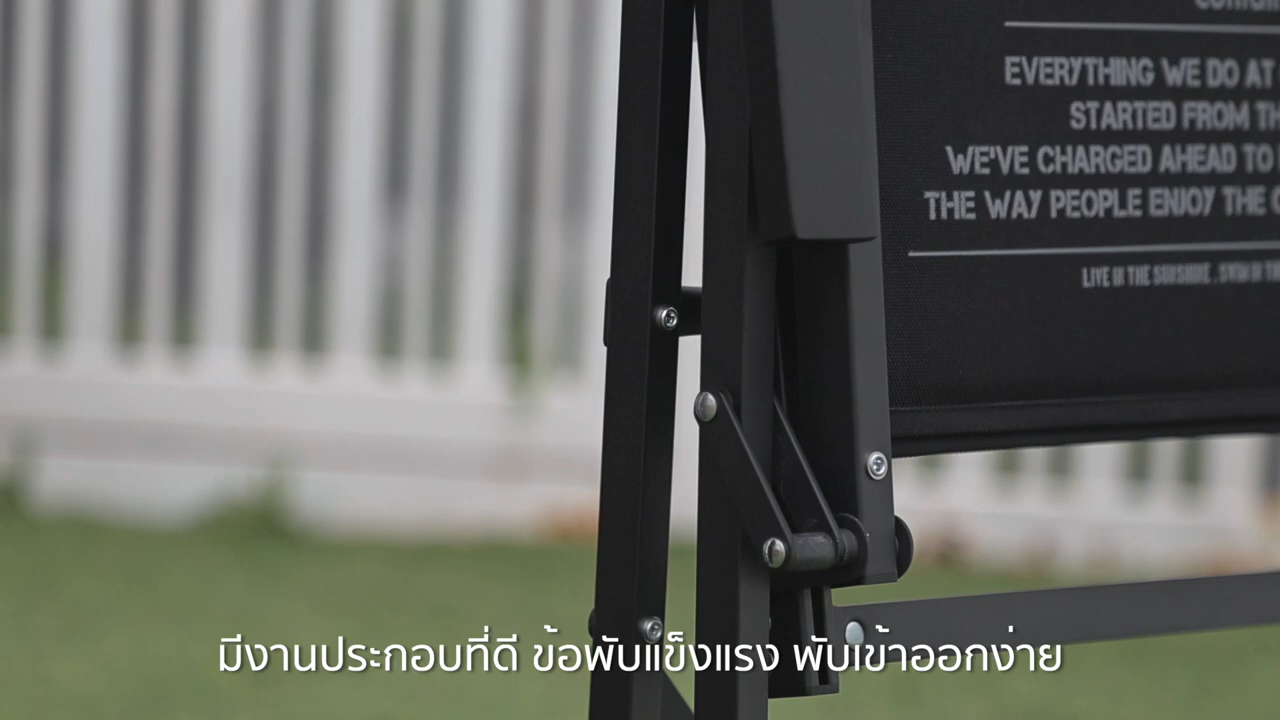 EVERYTHING WE DO AT
STARTED FROM
WE'VE CHARGED AHEAD TO
THE WAY PEOPLE ENJOY THE
LIVE IN THE SUNSHINE . SWIM
มีงานประกอบที่ดี ข้อพับแข็งแรง พับเข้าออกง่าย